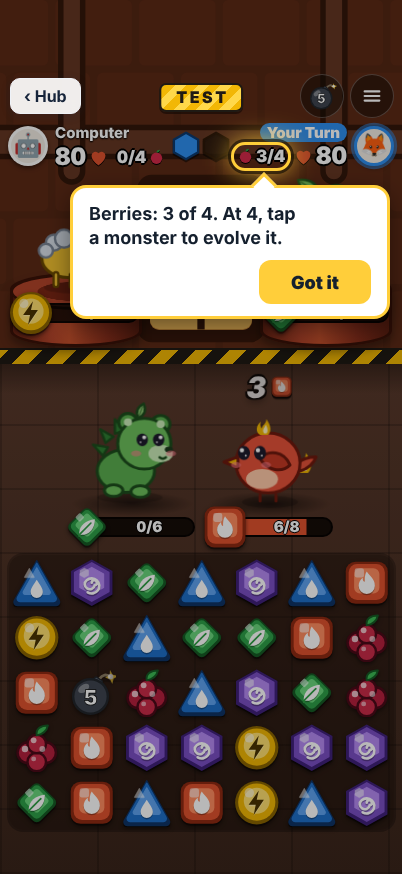 ‹ Hub
TEST
5
Computer
Your Turn
80
0/4
3/4
80
Berries: 3 of 4. At 4, tap
a monster to evolve it.
Got it
3
0/6
6/8
5